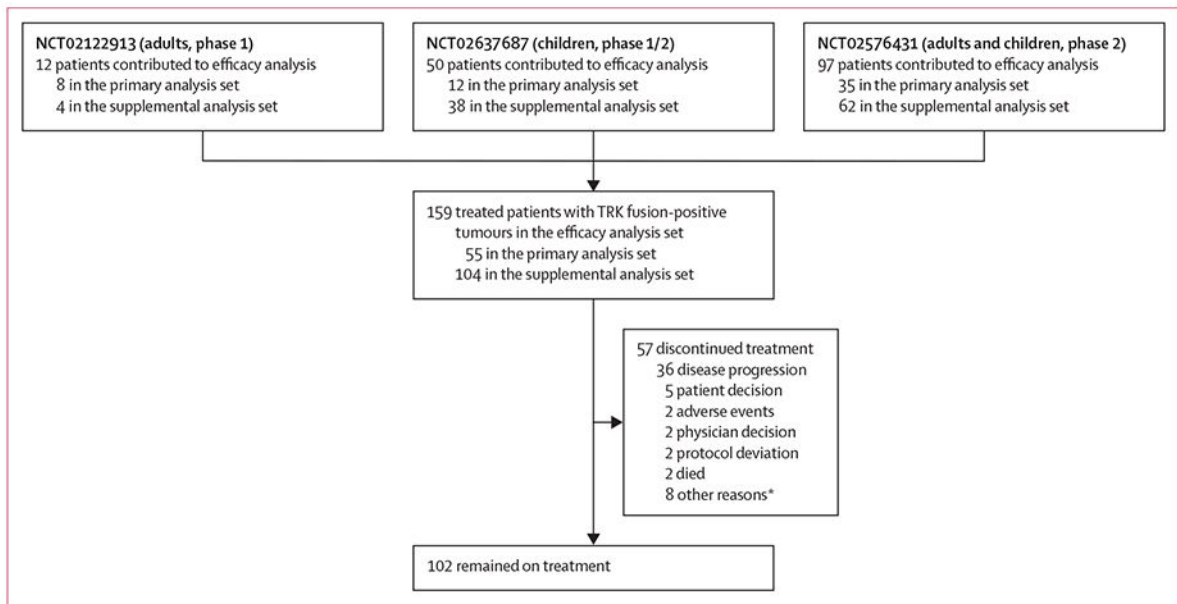 NCT02122913 (adults, phase 1)
12 patients contributed to efficacy analysis
8 in the primary analysis set
4 in the supplemental analysis set
NCT02637687 (children, phase 1/2)
50 patients contributed to efficacy analysis
12 in the primary analysis set
38 in the supplemental analysis set
NCT02576431 (adults and children, phase 2)
97 patients contributed to efficacy analysis
35 in the primary analysis set
62 in the supplemental analysis set
159 treated patients with TRK fusion-positive
tumours in the efficacy analysis set
55 in the primary analysis set
104 in the supplemental analysis set
57 discontinued treatment
36 disease progression
5 patient decision
2 adverse events
2 physician decision
2 protocol deviation
2 died
8 other reasons*
102 remained on treatment